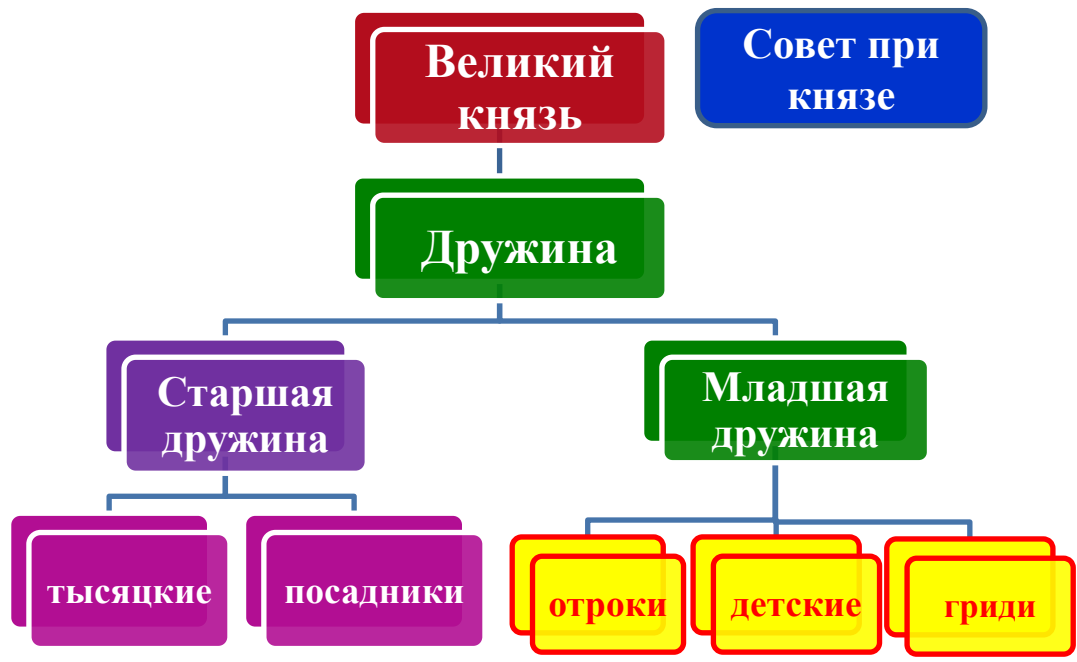 Великий
князь
Совет при
князе
Дружина
Старшая
дружина
Младшая
дружина
тысяцкие
посадники
отроки
детские
гриди